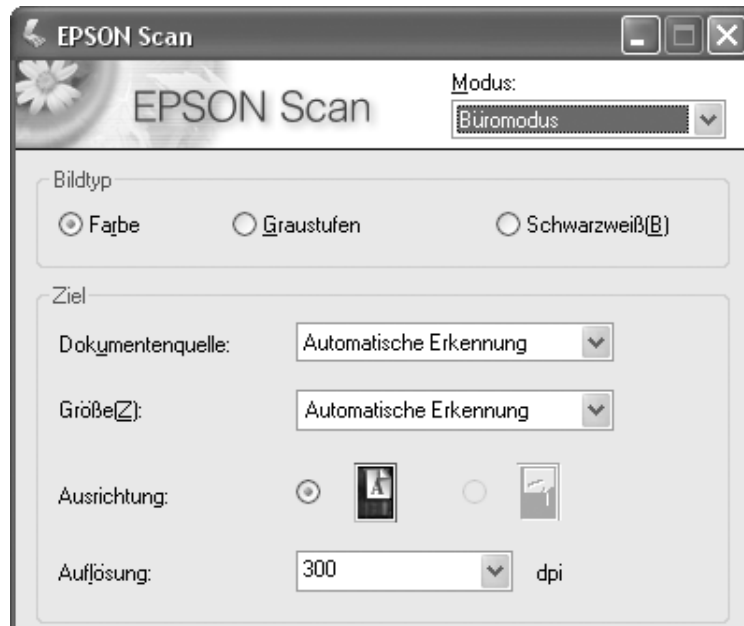 EPSON Scan
EPSON Scan
Modus:
Büromodus
Bildtyp
Farbe
Graustufen
Schwarzweiß(B)
Ziel
Dokumentenquelle:
Automatische Erkennung
Größe(Z):
Automatische Erkennung
Ausrichtung:
A
Auflösung:
300
dpi